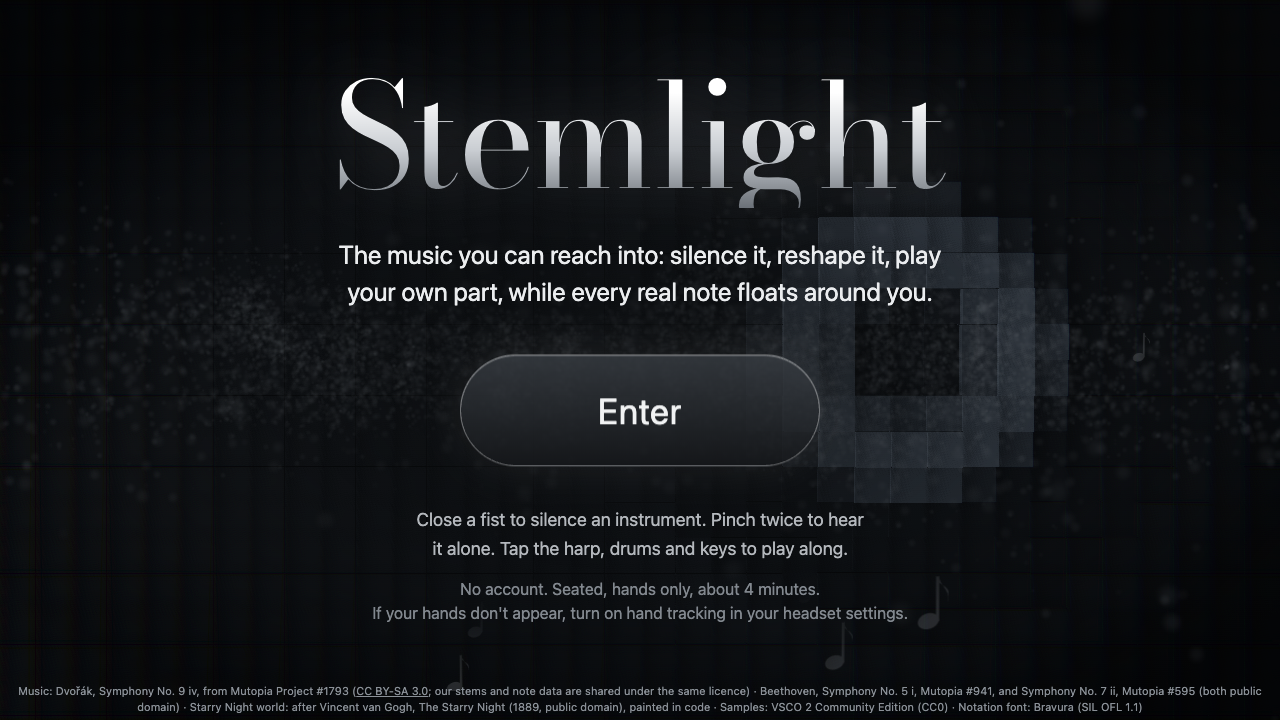 Stemlight
The music you can reach into: silence it, reshape it, play
your own part, while every real note floats around you.
Enter
Close a fist to silence an instrument. Pinch twice to hear
it alone. Tap the harp, drums and keys to play along.
No account. Seated, hands only, about 4 minutes.
If your hands don't appear, turn on hand tracking in your headset settings.
Music: Dvořák, Symphony No. 9 iv, from Mutopia Project #1793 (CC BY-SA 3.0; our stems and note data are shared under the same licence) · Beethoven, Symphony No. 5 i, Mutopia #941, and Symphony No. 7 ii, Mutopia #595 (both public
domain) · Starry Night world: after Vincent van Gogh, The Starry Night (1889, public domain), painted in code · Samples: VSCO 2 Community Edition (CC0) · Notation font: Bravura (SIL OFL 1.1)